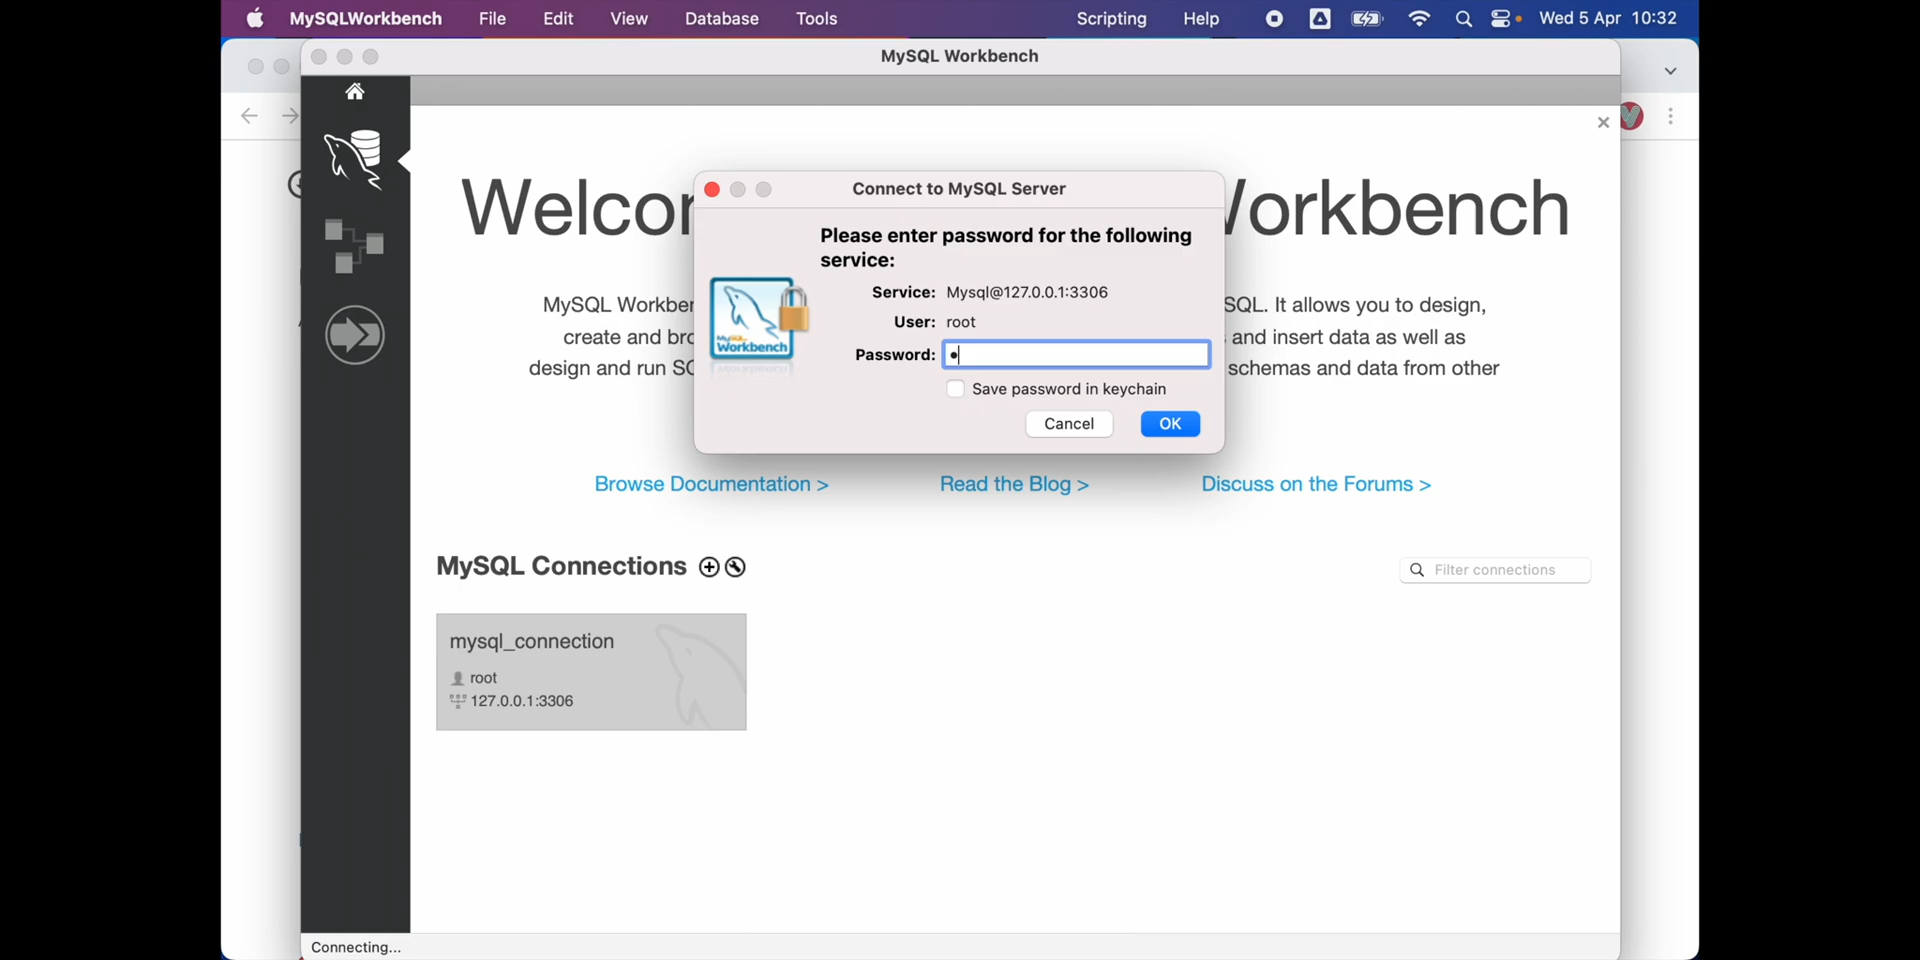 MySQLWorkbench File Edit View Database Tools Scripting Help Wed 5 Apr 10:32
MySQL Workbench
Welcor
Workbench
Connect to MySQL Server
Please enter password for the following
service:
Service: Mysql@127.0.0.1:3306
User: root
Password:
Save password in keychain
Cancel OK
MySQL
Workbench
MySQL Workber
SQL. It allows you to design,
create and bro
and insert data as well as
design and run SC
schemas and data from other
Browse Documentation > Read the Blog > Discuss on the Forums >
MySQL Connections
Filter connections
mysql_connection
root
127.0.0.1:3306
Connecting...